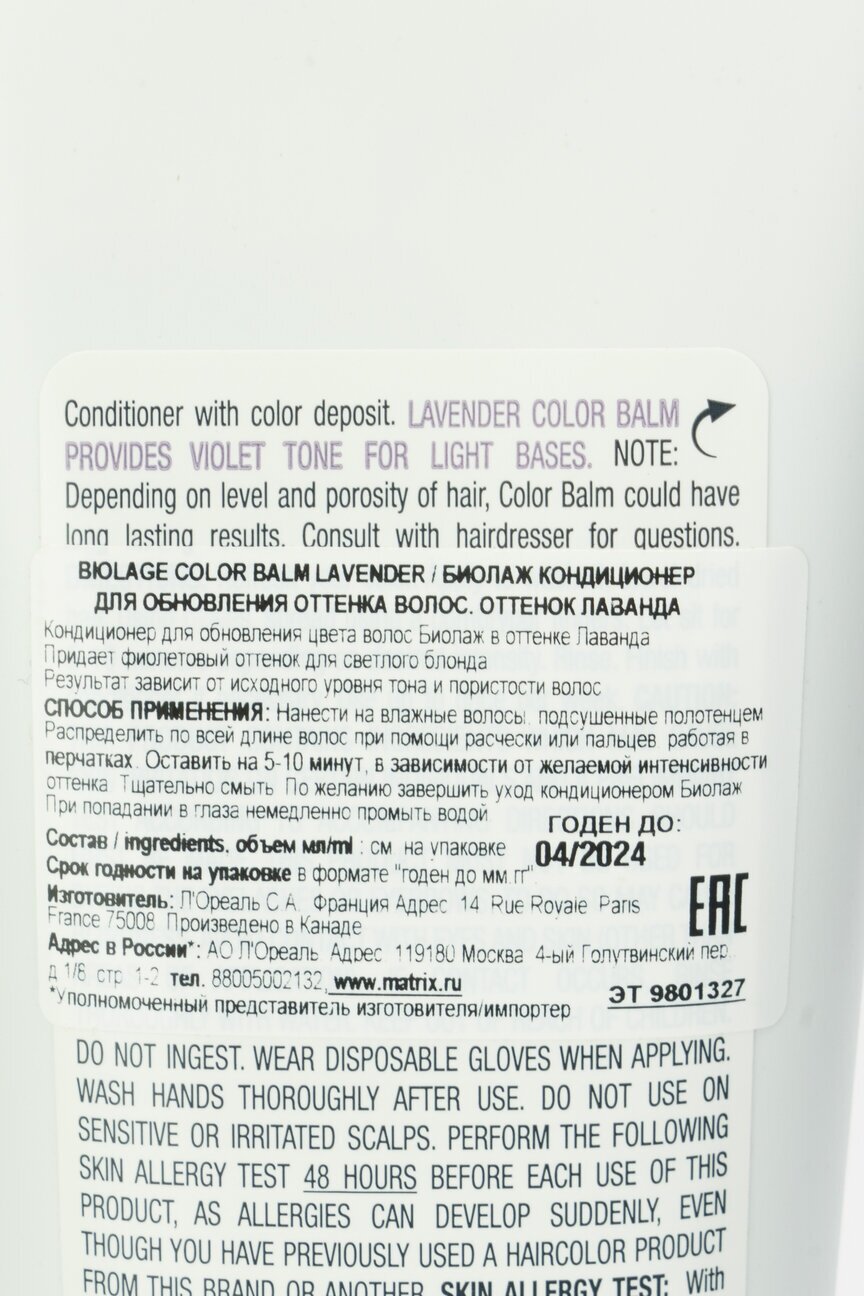 Conditioner with color deposit. LAVENDER COLOR BALM
PROVIDES VIOLET TONE FOR LIGHT BASES. NOTE:
Depending on level and porosity of hair, Color Balm could have
long lasting results. Consult with hairdresser for questions.
BIOLAGE COLOR BALM LAVENDER / БИОЛАЖ КОНДИЦИОНЕР
ДЛЯ ОБНОВЛЕНИЯ ОТТЕНКА ВОЛОС. ОТТЕНОК ЛАВАНДА
Кондиционер для обновления цвета волос Биолаж в оттенке Лаванда
Придает фиолетовый оттенок для светлого блонда
Результат зависит от исходного уровня тона и пористости волос
СПОСОБ ПРИМЕНЕНИЯ: Нанести на влажные волосы, подсушенные полотенцем
Распределить по всей длине волос при помощи расчески или пальцев, работая в
перчатках. Оставить на 5-10 минут, в зависимости от желаемой интенсивности
оттенка Тщательно смыть По желанию завершить уход кондиционером Биолаж
При попадании в глаза немедленно промыть водой
ГОДЕН ДО:
Состав / ingredients, объем мл/ml : см на упаковке
04/2024
Срок годности на упаковке в формате "годен до мм.гг".
Изготовитель: Л'Ореаль С.А. Франция Адрес 14 Rue Royale Paris
France 75008 Произведено в Канаде
EAC
Адрес в России*: АО Л'Ореаль Адрес 119180 Москва 4-ый Голутвинский пер
д 1/8 стр 1-2 тел. 88005002132, www.matrix.ru
*Уполномоченный представитель изготовителя/импортер
ЭТ 9801327
DO NOT INGEST. WEAR DISPOSABLE GLOVES WHEN APPLYING.
WASH HANDS THOROUGHLY AFTER USE. DO NOT USE ON
SENSITIVE OR IRRITATED SCALPS. PERFORM THE FOLLOWING
SKIN ALLERGY TEST 48 HOURS BEFORE EACH USE OF THIS
PRODUCT, AS ALLERGIES CAN DEVELOP SUDDENLY, EVEN
THOUGH YOU HAVE PREVIOUSLY USED A HAIRCOLOR PRODUCT
FROM THIS BRAND OR ANOTHER. SKIN ALLERGY TEST: With